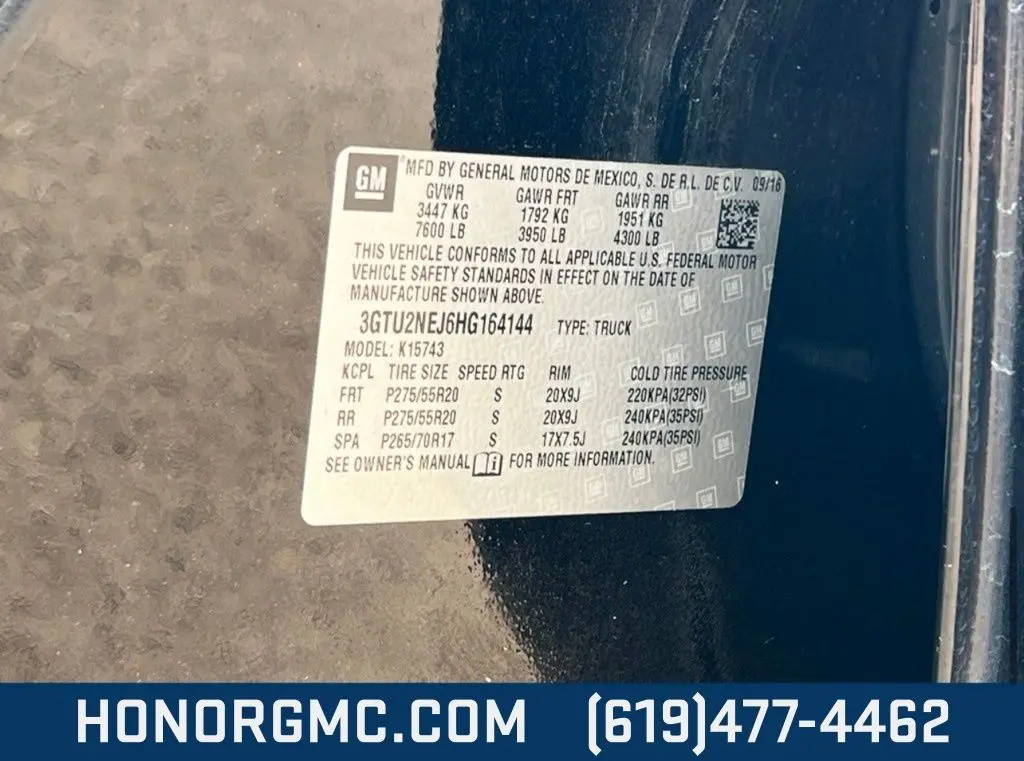 GM
MFD BY GENERAL MOTORS DE MEXICO, S. DE R.L. DE C.V. 09/16
GVWR GAWR FRT GAWR RR
3447 KG 1792 KG 1951 KG
7600 LB 3950 LB 4300 LB
THIS VEHICLE CONFORMS TO ALL APPLICABLE U.S. FEDERAL MOTOR
VEHICLE SAFETY STANDARDS IN EFFECT ON THE DATE OF
MANUFACTURE SHOWN ABOVE.
3GTU2NEJ6HG164144 TYPE: TRUCK
MODEL: K15743
KCPL TIRE SIZE SPEED RTG RIM COLD TIRE PRESSURE
FRT P275/55R20 S 20X9J 220KPA(32PSI)
RR P275/55R20 S 20X9J 240KPA(35PSI)
SPA P265/70R17 S 17X7.5J 240KPA(35PSI)
SEE OWNER'S MANUAL i FOR MORE INFORMATION.
HONORGMC.COM (619)477-4462